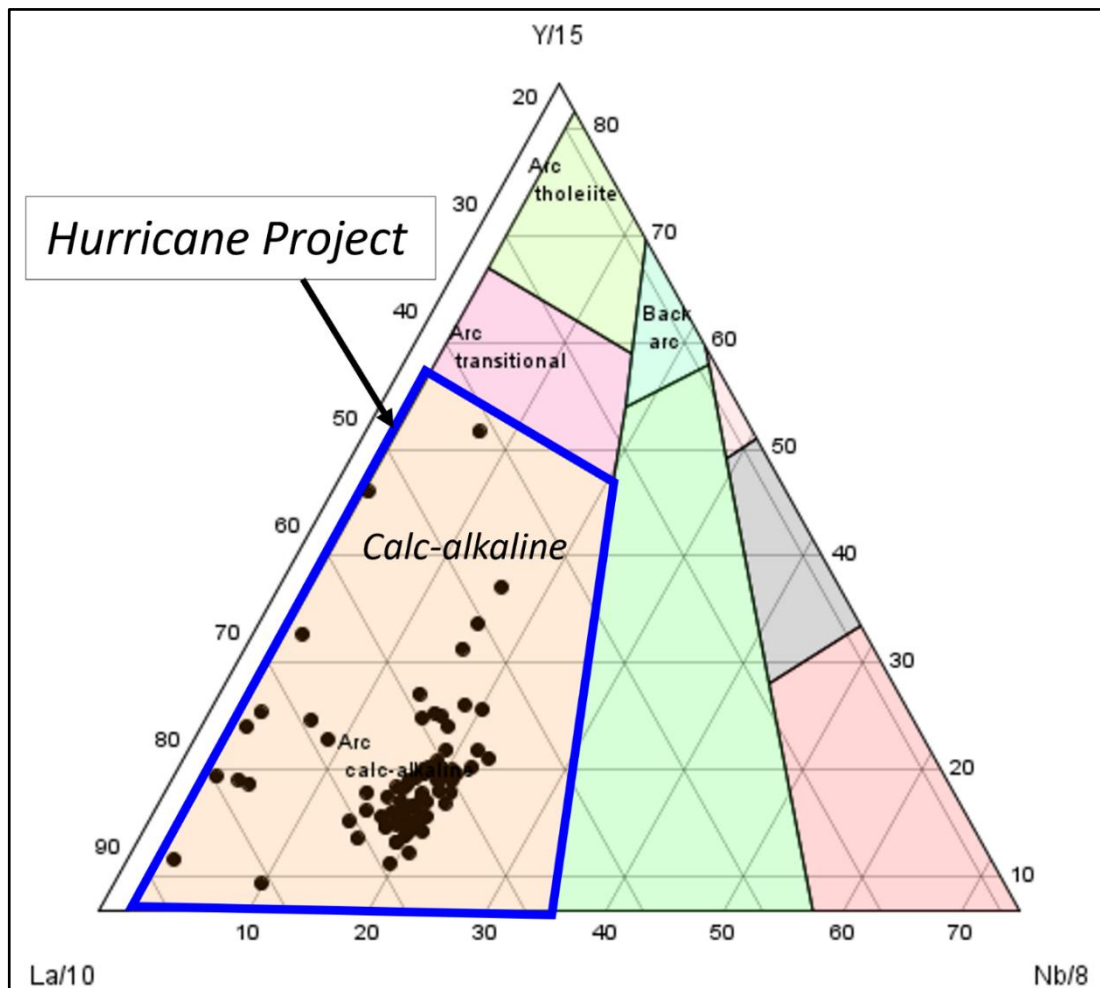 Y/15
20
80
Arc
tholeiite
30
70
Hurricane Project
40
Back
arc
60
Arc
transitional
50
50
60
Calc-alkaline
40
70
30
80
Arc
calc-alkaline
20
90
10
10
20
30
40
50
60
70
La/10
Nb/8